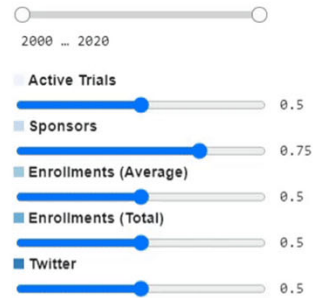 2000 … 2020
Active Trials
0.5
Sponsors
0.75
Enrollments (Average)
0.5
Enrollments (Total)
0.5
Twitter
0.5